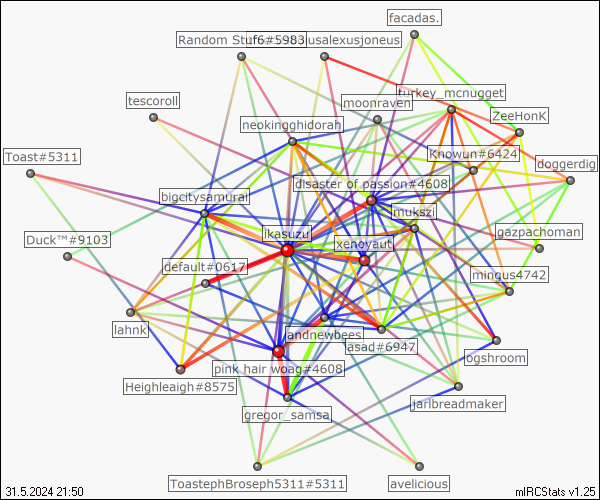 facadas.
Random Stuf6#5983
usalexusjoneus
turkey_mcnugget
tescoroll
moonraven
ZeeHonK
neokingghidorah
Toast#5311
Knowun#6424
doggerdig
disaster of passion#4608
bigcitysamurai
mukszi
ikasuzu
gazpachoman
Duck™#9103
xenoyaut
default#0617
mingus4742
lahnk
andnewbees
asad#6947
ogshroom
Heighleaigh#8575
pink hair woag#4608
jarlbreadmaker
gregor_samsa
ToastephBroseph5311#5311
avelicious
31.5.2024 21:50
mIRCStats v1.25